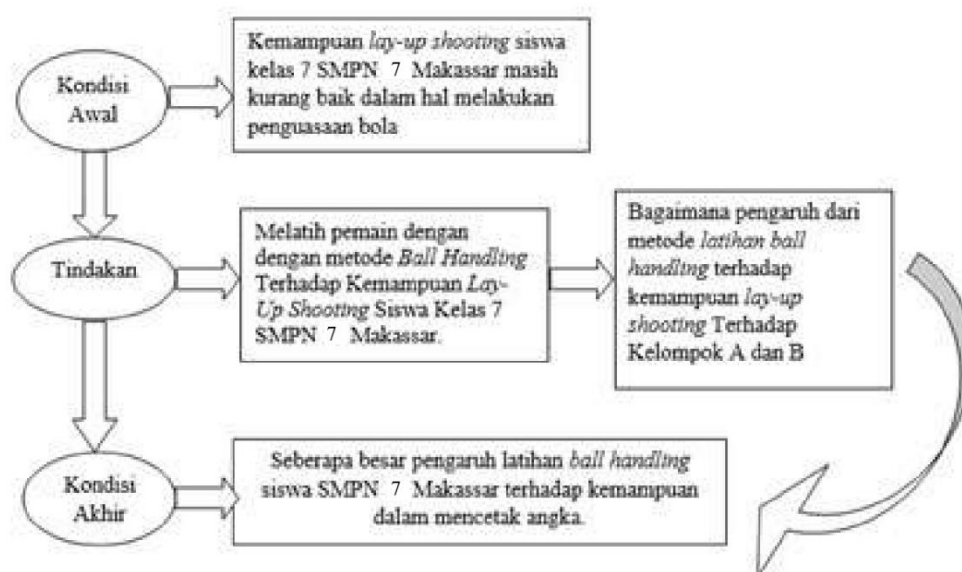 Kondisi
Awal
Kemampuan lay-up shooting siswa
kelas 7 SMPN 7 Makassar masih
kurang baik dalam hal melakukan
penguasaan bola
Tindakan
Melatih pemain dengan
dengan metode Ball Handling
Terhadap Kemampuan Lay-
Up Shooting Siswa Kelas 7
SMPN 7 Makassar.
Bagaimana pengaruh dari
metode latihan ball
handling terhadap
kemampuan lay-up
shooting Terhadap
Kelompok A dan B
Kondisi
Akhir
Seberapa besar pengaruh latihan ball handling
siswa SMPN 7 Makassar terhadap kemampuan
dalam mencetak angka.